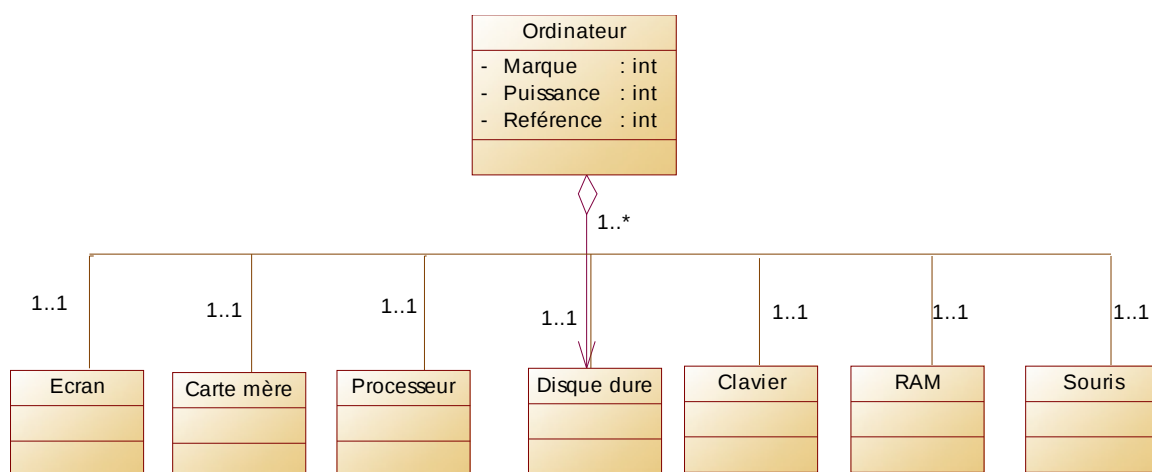 Ordinateur
- Marque : int
- Puissance : int
- Reférence : int
1..*
1..1 1..1 1..1 1..1 1..1 1..1 1..1
Ecran Carte mère Processeur Disque dure Clavier RAM Souris